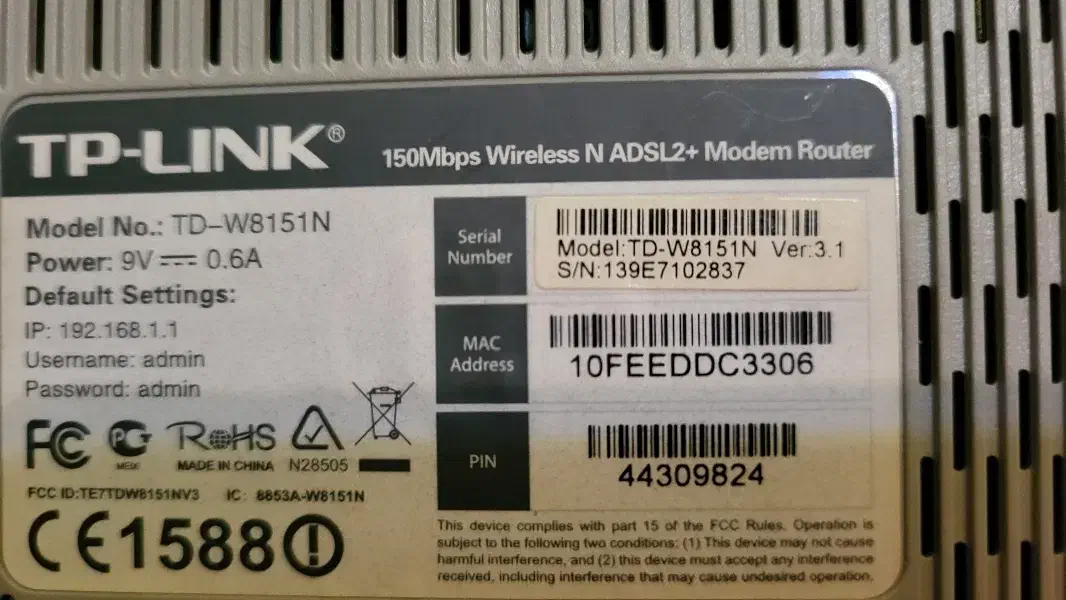 TP-LINK®
150Mbps Wireless N ADSL2+ Modem Router
Model No.: TD-W8151N
Power: 9V 0.6A
Default Settings:
IP: 192.168.1.1
Username: admin
Password: admin
FC
RoHS
MADE IN CHINA
N28505
FCC ID:TE7TDW8151NV3 IC: 8853A-W8151N
CE1588
Serial
Number
Model:TD-W8151N Ver:3.1
S/N:139E7102837
MAC
Address
10FEEDDC3306
PIN
44309824
This device complies with part 15 of the FCC Rules. Operation is
subject to the following two conditions: (1) This device may not cause
harmful interference, and (2) this device must accept any interference
received, including interference that may cause undesired operation.